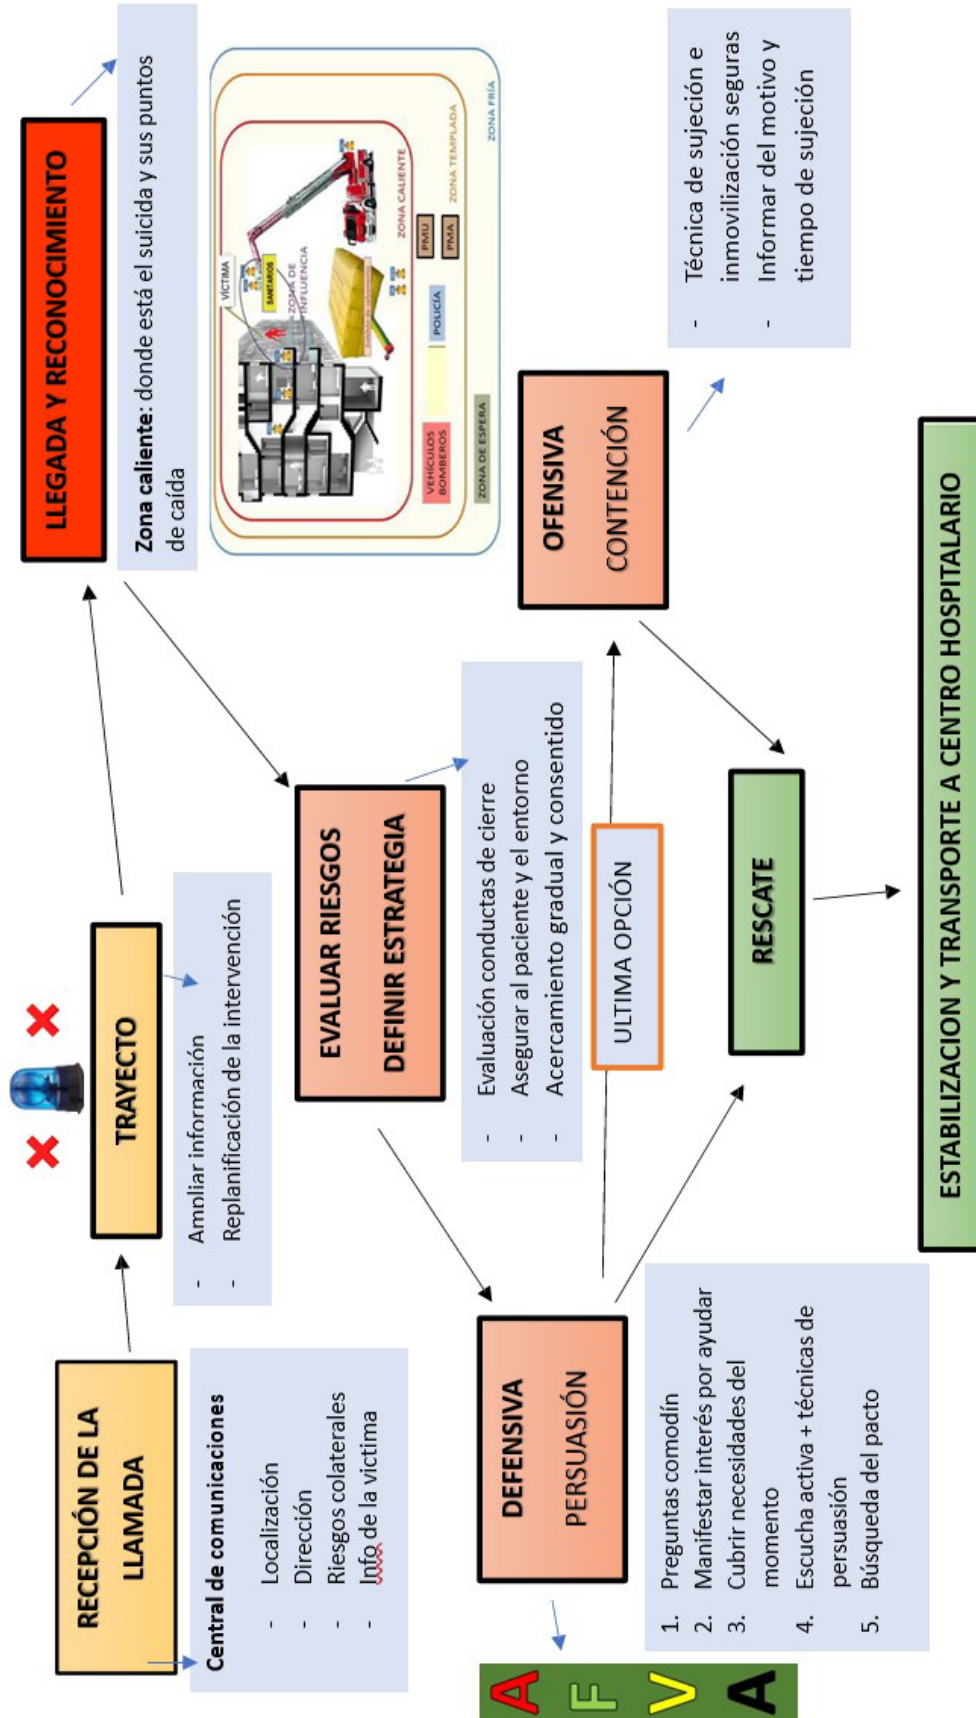 RECEPCIÓN DE LA
LLAMADA
Central de comunicaciones
- Localización
- Dirección
- Riesgos colaterales
- Info de la victima
TRAYECTO
- Ampliar información
- Replanificación de la intervención
LLEGADA Y RECONOCIMIENTO
Zona caliente: donde está el suicida y sus puntos
de caída
VÍCTIMA
SANITARIOS
ZONA DE
INFLUENCIA
ZONA CALIENTE
ZONA TEMPLADA
ZONA FRÍA
VEHÍCULOS
BOMBEROS
POLICÍA
PMU
PMA
ZONA DE ESPERA
EVALUAR RIESGOS
DEFINIR ESTRATEGIA
- Evaluación conductas de cierre
- Asegurar al paciente y el entorno
- Acercamiento gradual y consentido
DEFENSIVA
PERSUASIÓN
A
F
V
A
1. Preguntas comodín
2. Manifestar interés por ayudar
3. Cubrir necesidades del
momento
4. Escucha activa + técnicas de
persuasión
5. Búsqueda del pacto
ULTIMA OPCIÓN
OFENSIVA
CONTENCIÓN
- Técnica de sujeción e
inmovilización seguras
- Informar del motivo y
tiempo de sujeción
RESCATE
ESTABILIZACION Y TRANSPORTE A CENTRO HOSPITALARIO